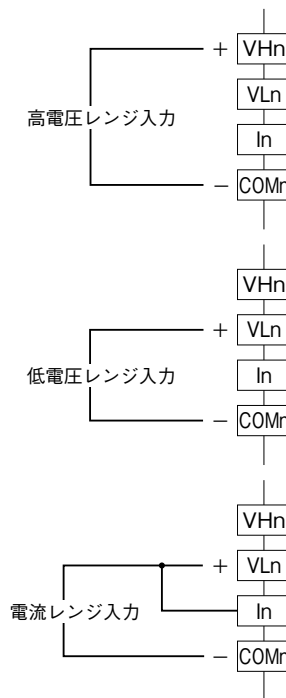 + VHn
VLn
高電圧レンジ入力
In
− COMn
VHn
+ VLn
低電圧レンジ入力
In
− COMn
VHn
+ VLn
電流レンジ入力
In
− COMn